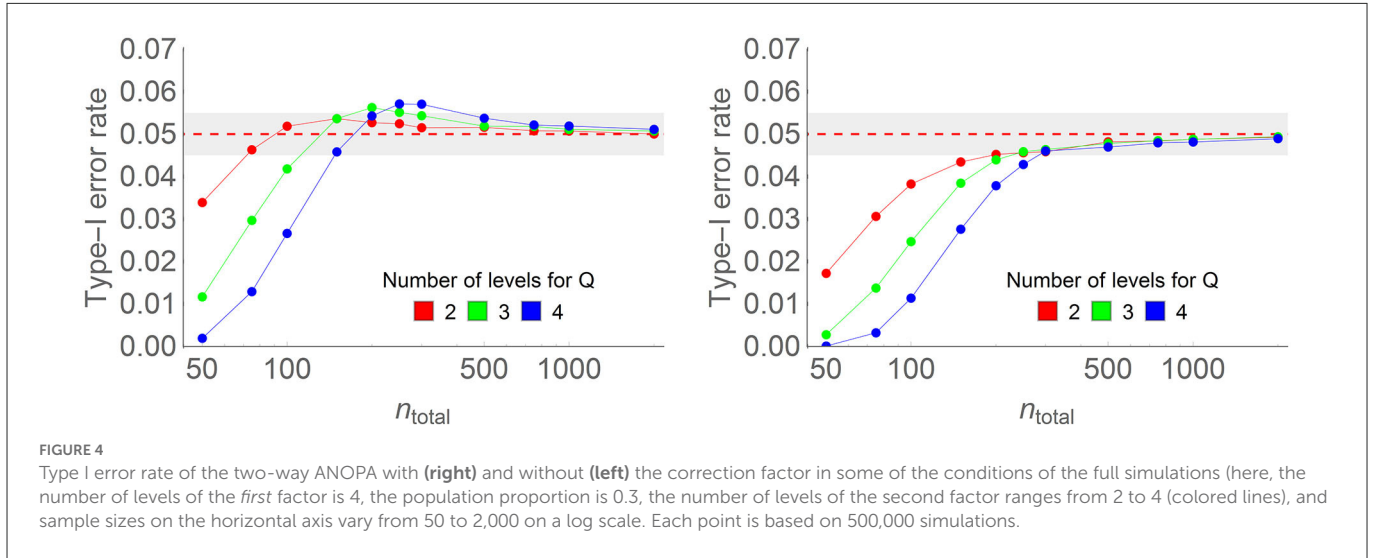 0.07
0.06
0.05
0.04
0.03
0.02
0.01
0.00
Type–I error rate
Number of levels for Q
2 3 4
50 100 500 1000
n_total
0.07
0.06
0.05
0.04
0.03
0.02
0.01
0.00
Type–I error rate
Number of levels for Q
2 3 4
50 100 500 1000
n_total
FIGURE 4
Type I error rate of the two-way ANOPA with (right) and without (left) the correction factor in some of the conditions of the full simulations (here, the
number of levels of the first factor is 4, the population proportion is 0.3, the number of levels of the second factor ranges from 2 to 4 (colored lines), and
sample sizes on the horizontal axis vary from 50 to 2,000 on a log scale. Each point is based on 500,000 simulations.